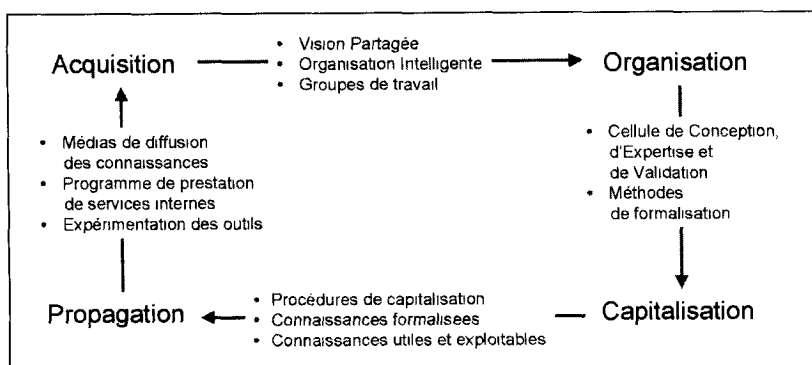 Acquisition
• Vision Partagée
• Organisation Intelligente
• Groupes de travail
Organisation
• Cellule de Conception,
d'Expertise et
de Validation
• Méthodes
de formalisation
Capitalisation
• Procédures de capitalisation
• Connaissances formalisees
• Connaissances utiles et exploitables
Propagation
• Médias de diffusion
des connaissances
• Programme de prestation
de services internes
• Expérimentation des outils